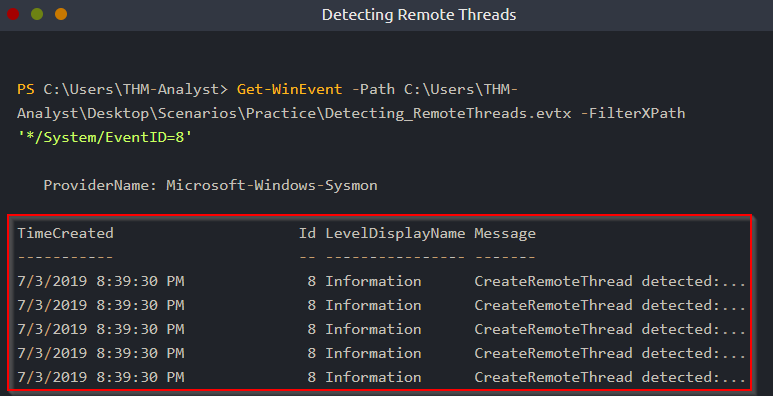 Detecting Remote Threads
PS C:\Users\THM-Analyst> Get-WinEvent -Path C:\Users\THM-
Analyst\Desktop\Scenarios\Practice\Detecting_RemoteThreads.evtx -FilterXPath
'*/System/EventID=8'
ProviderName: Microsoft-Windows-Sysmon
TimeCreated Id LevelDisplayName Message
----------- -- ---------------- -------
7/3/2019 8:39:30 PM 8 Information CreateRemoteThread detected:...
7/3/2019 8:39:30 PM 8 Information CreateRemoteThread detected:...
7/3/2019 8:39:30 PM 8 Information CreateRemoteThread detected:...
7/3/2019 8:39:30 PM 8 Information CreateRemoteThread detected:...
7/3/2019 8:39:30 PM 8 Information CreateRemoteThread detected:...